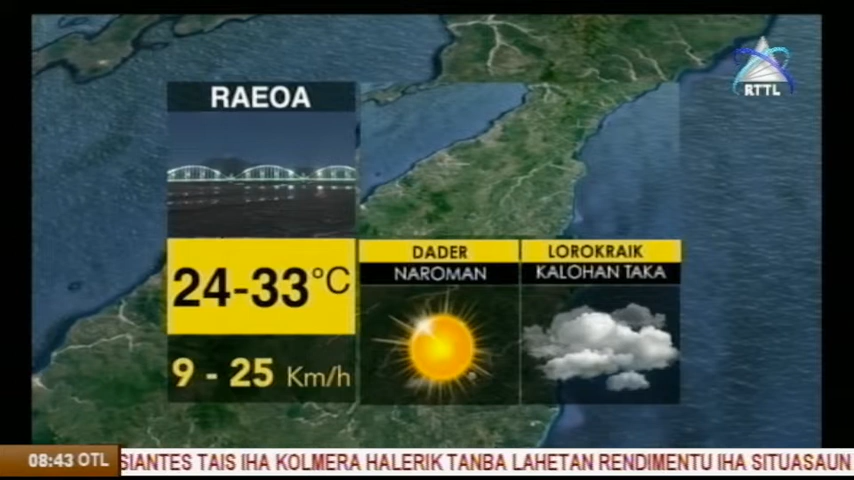 RTTL
RAEOA
24-33°C
9 - 25 Km/h
DADER
NAROMAN
LOROKRAIK
KALOHAN TAKA
08:43 OTL
SIANTES TAIS IHA KOLMERA HALERIK TANBA LAHETAN RENDIMENTU IHA SITUASAUN